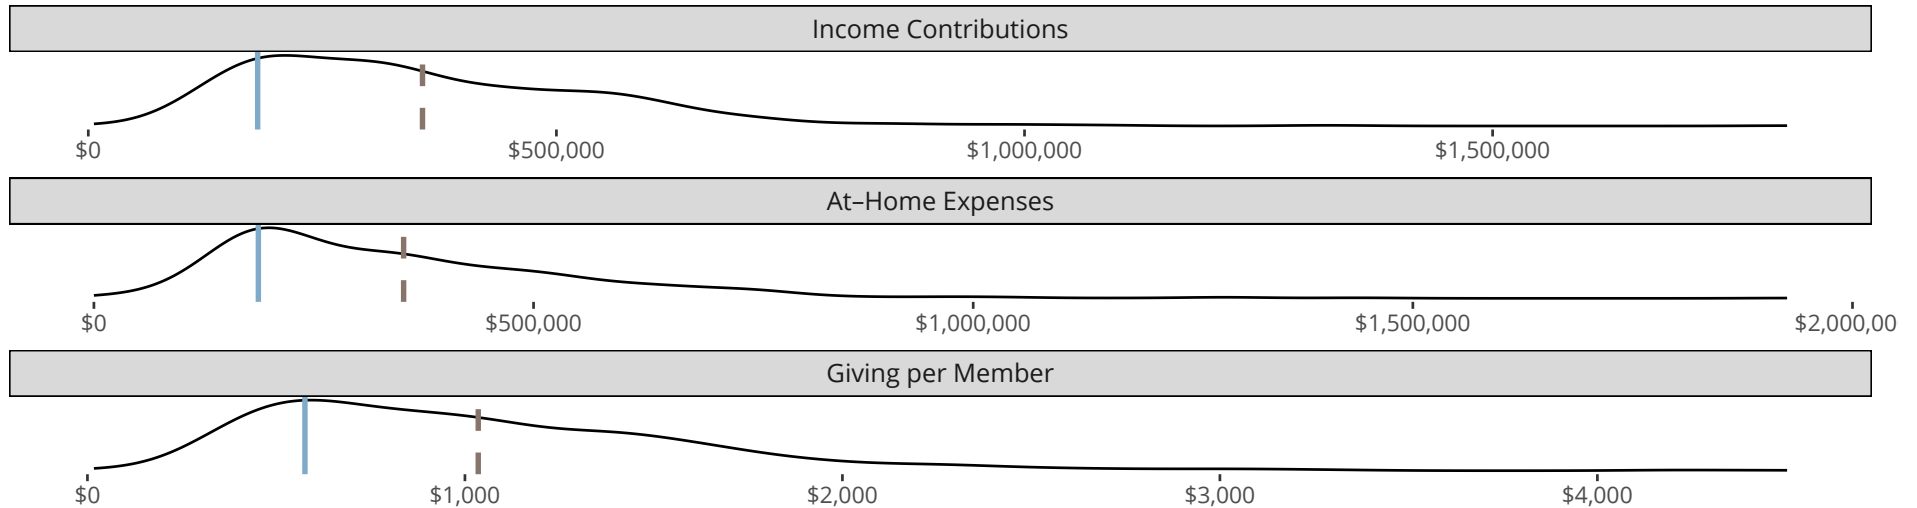 Income Contributions
$0 $500,000 $1,000,000 $1,500,000
At–Home Expenses
$0 $500,000 $1,000,000 $1,500,000 $2,000,00
Giving per Member
$0 $1,000 $2,000 $3,000 $4,000